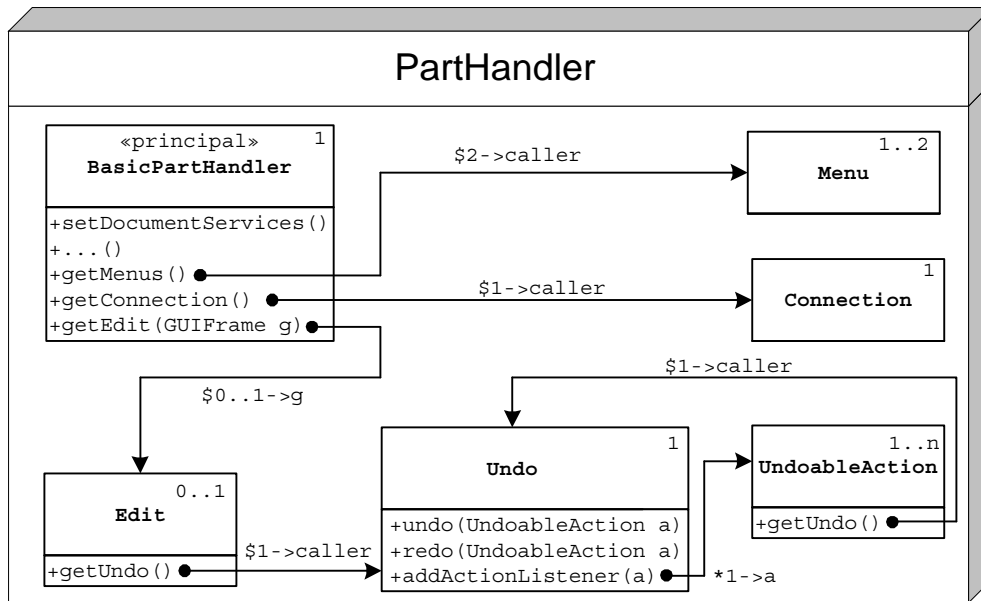 PartHandler
«principal» 1
BasicPartHandler
+setDocumentServices()
+...()
+getMenus()
+getConnection()
+getEdit(GUIFrame g)
$2->caller
1..2
Menu
$1->caller
1
Connection
$0..1->g
$1->caller
0..1
Edit
+getUndo()
$1->caller
1
Undo
+undo(UndoableAction a)
+redo(UndoableAction a)
+addActionListener(a)
*1->a
1..n
UndoableAction
+getUndo()